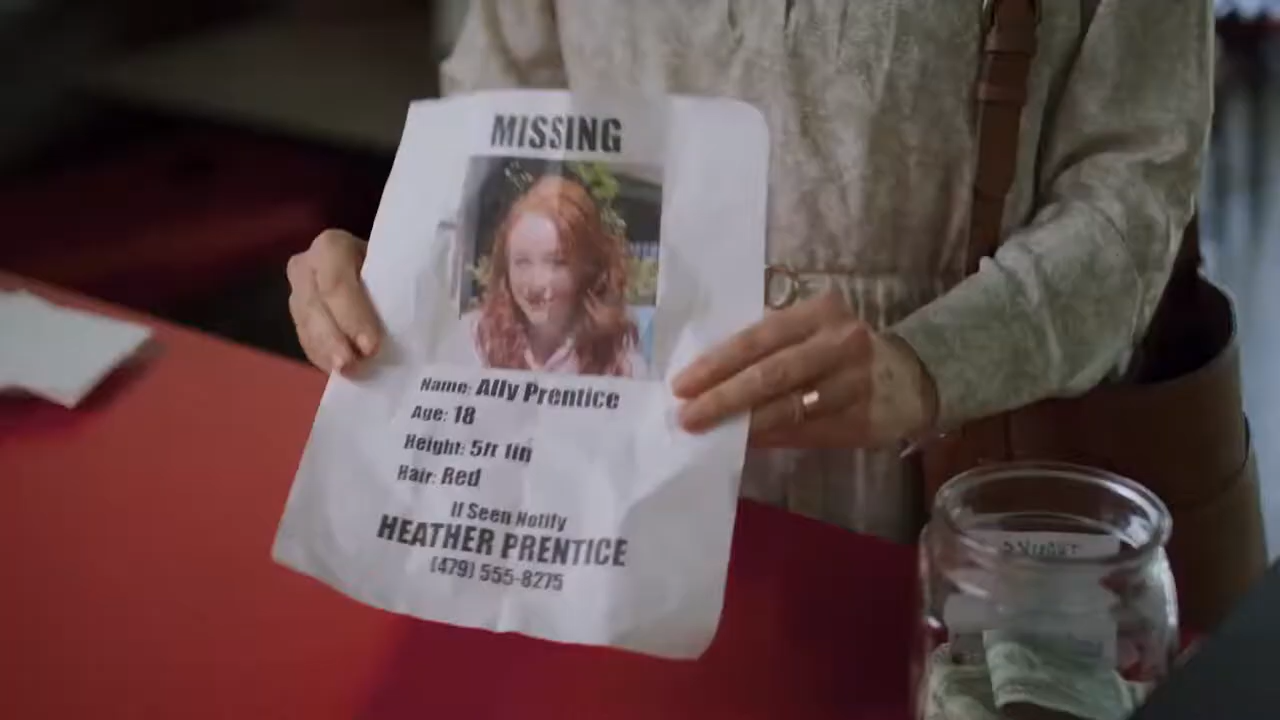 MISSING
Name: Ally Prentice
Age: 18
Height: 5ft 1in
Hair: Red
If Seen Notify
HEATHER PRENTICE
(479) 555-8275